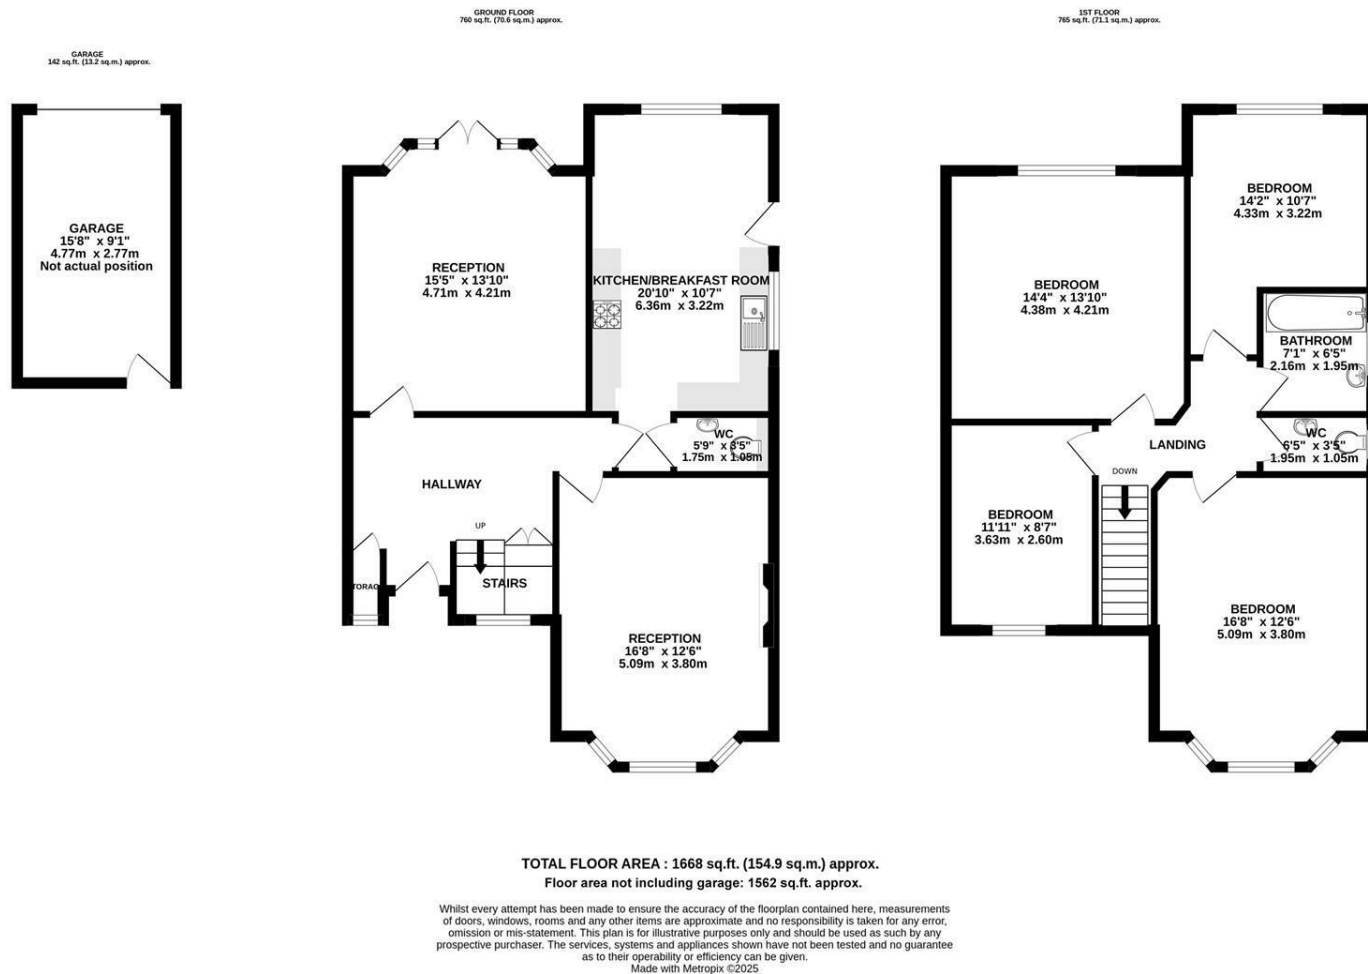 GARAGE
142 sq.ft. (13.2 sq.m.) approx.
GROUND FLOOR
760 sq.ft. (70.6 sq.m.) approx.
1ST FLOOR
765 sq.ft. (71.1 sq.m.) approx.
GARAGE
15'8" x 9'1"
4.77m x 2.77m
Not actual position
RECEPTION
15'5" x 13'10"
4.71m x 4.21m
KITCHEN/BREAKFAST ROOM
20'10" x 10'7"
6.36m x 3.22m
WC
5'9" x 3'5"
1.75m x 1.05m
HALLWAY
UP
STAIRS
TORAG
RECEPTION
16'8" x 12'6"
5.09m x 3.80m
BEDROOM
14'2" x 10'7"
4.33m x 3.22m
BEDROOM
14'4" x 13'10"
4.38m x 4.21m
BATHROOM
7'1" x 6'5"
2.16m x 1.95m
LANDING
WC
6'5" x 3'5"
1.95m x 1.05m
DOWN
BEDROOM
11'11" x 8'7"
3.63m x 2.60m
BEDROOM
16'8" x 12'6"
5.09m x 3.80m
TOTAL FLOOR AREA : 1668 sq.ft. (154.9 sq.m.) approx.
Floor area not including garage: 1562 sq.ft. approx.
Whilst every attempt has been made to ensure the accuracy of the floorplan contained here, measurements
of doors, windows, rooms and any other items are approximate and no responsibility is taken for any error,
omission or mis-statement. This plan is for illustrative purposes only and should be used as such by any
prospective purchaser. The services, systems and appliances shown have not been tested and no guarantee
as to their operability or efficiency can be given.
Made with Metropix ©2025